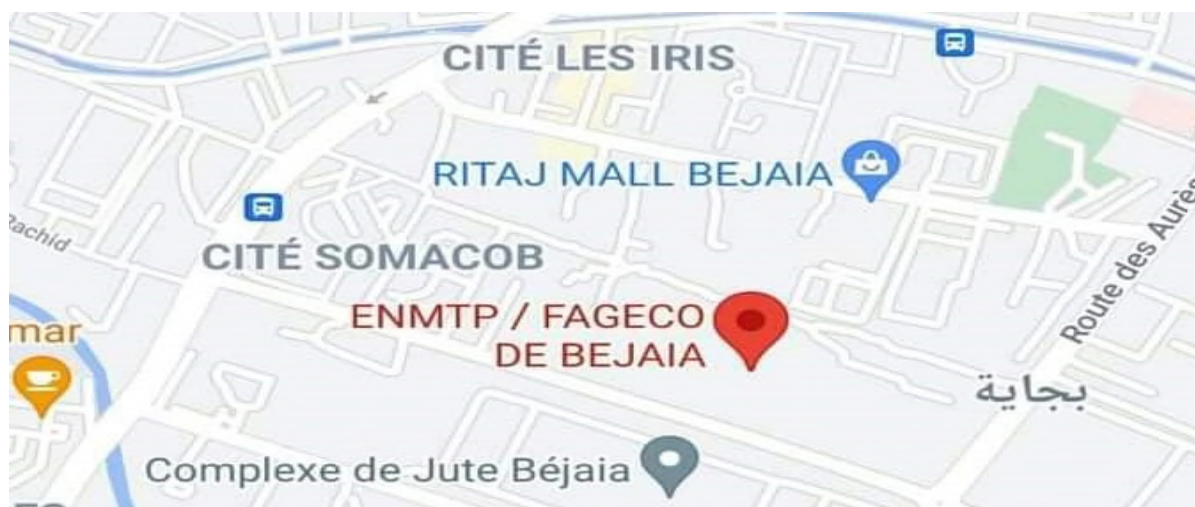 CITÉ LES IRIS
RITAJ MALL BEJAIA
Rachid
CITÉ SOMACOB
Route des Aurès
ENMTP / FAGECO
DE BEJAIA
mar
بجاية
Complexe de Jute Béjaia